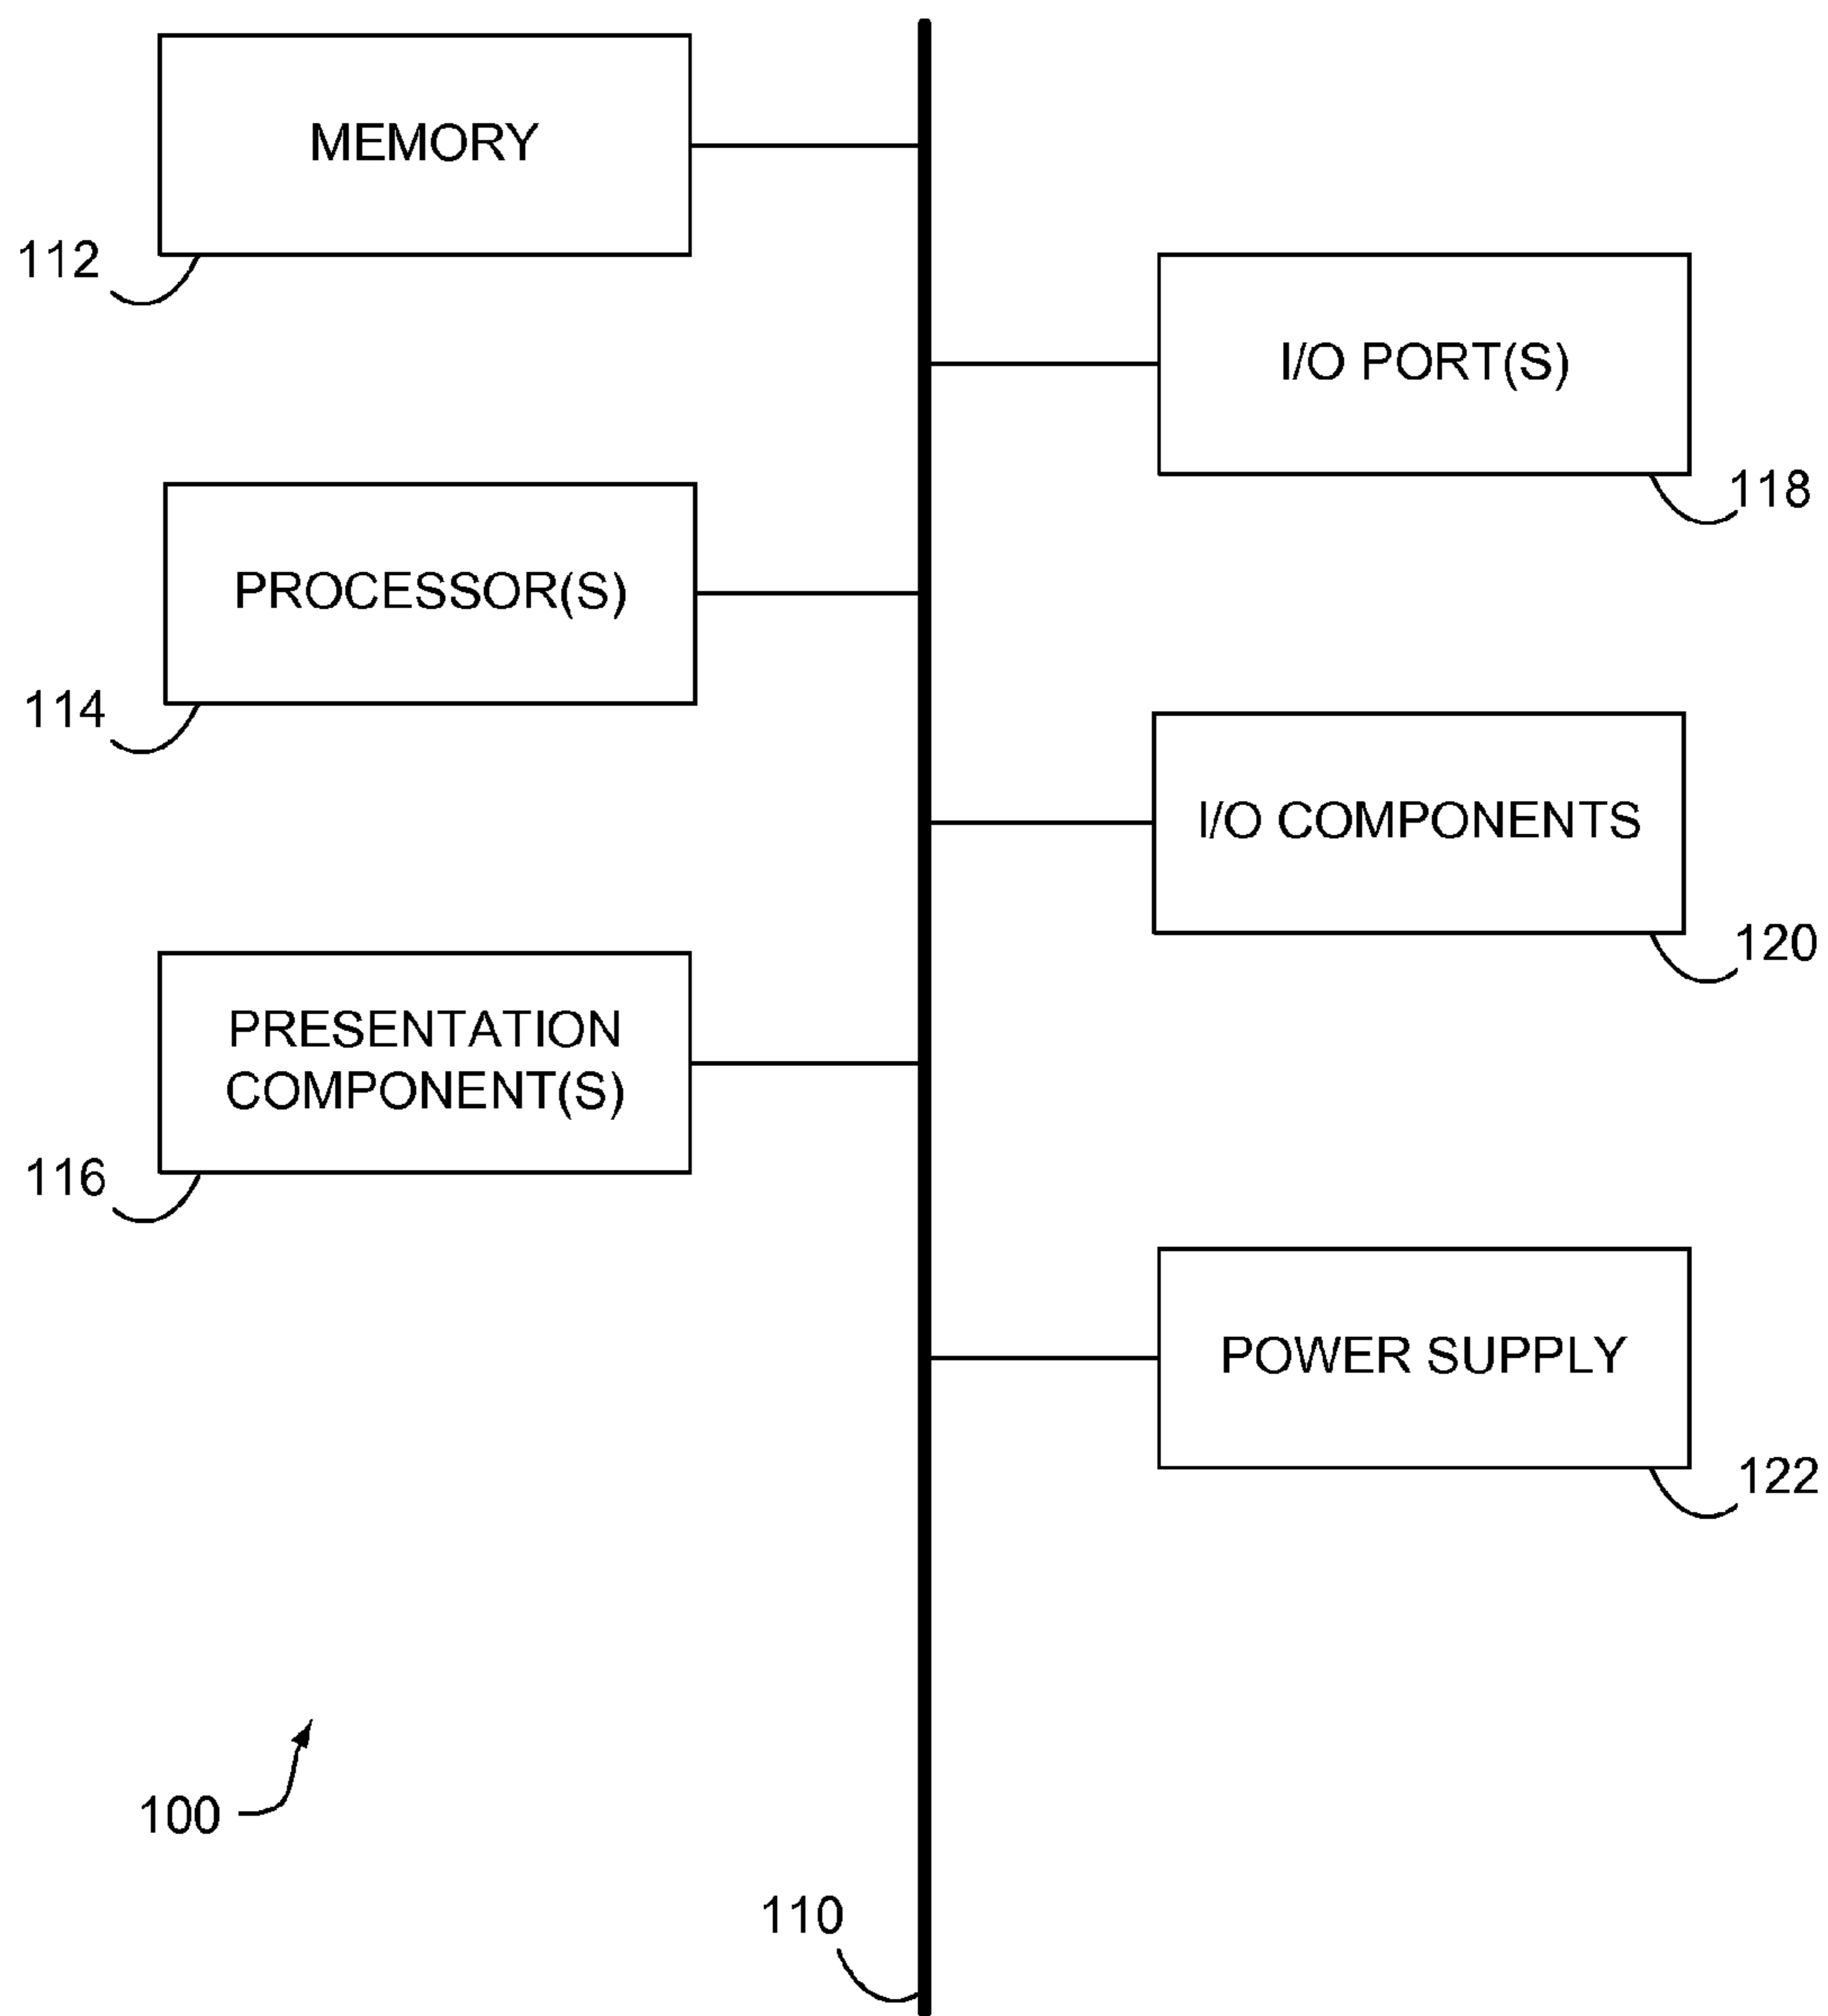 MEMORY
112
I/O PORT(S)
118
PROCESSOR(S)
114
I/O COMPONENTS
120
PRESENTATION
COMPONENT(S)
116
POWER SUPPLY
122
100
110